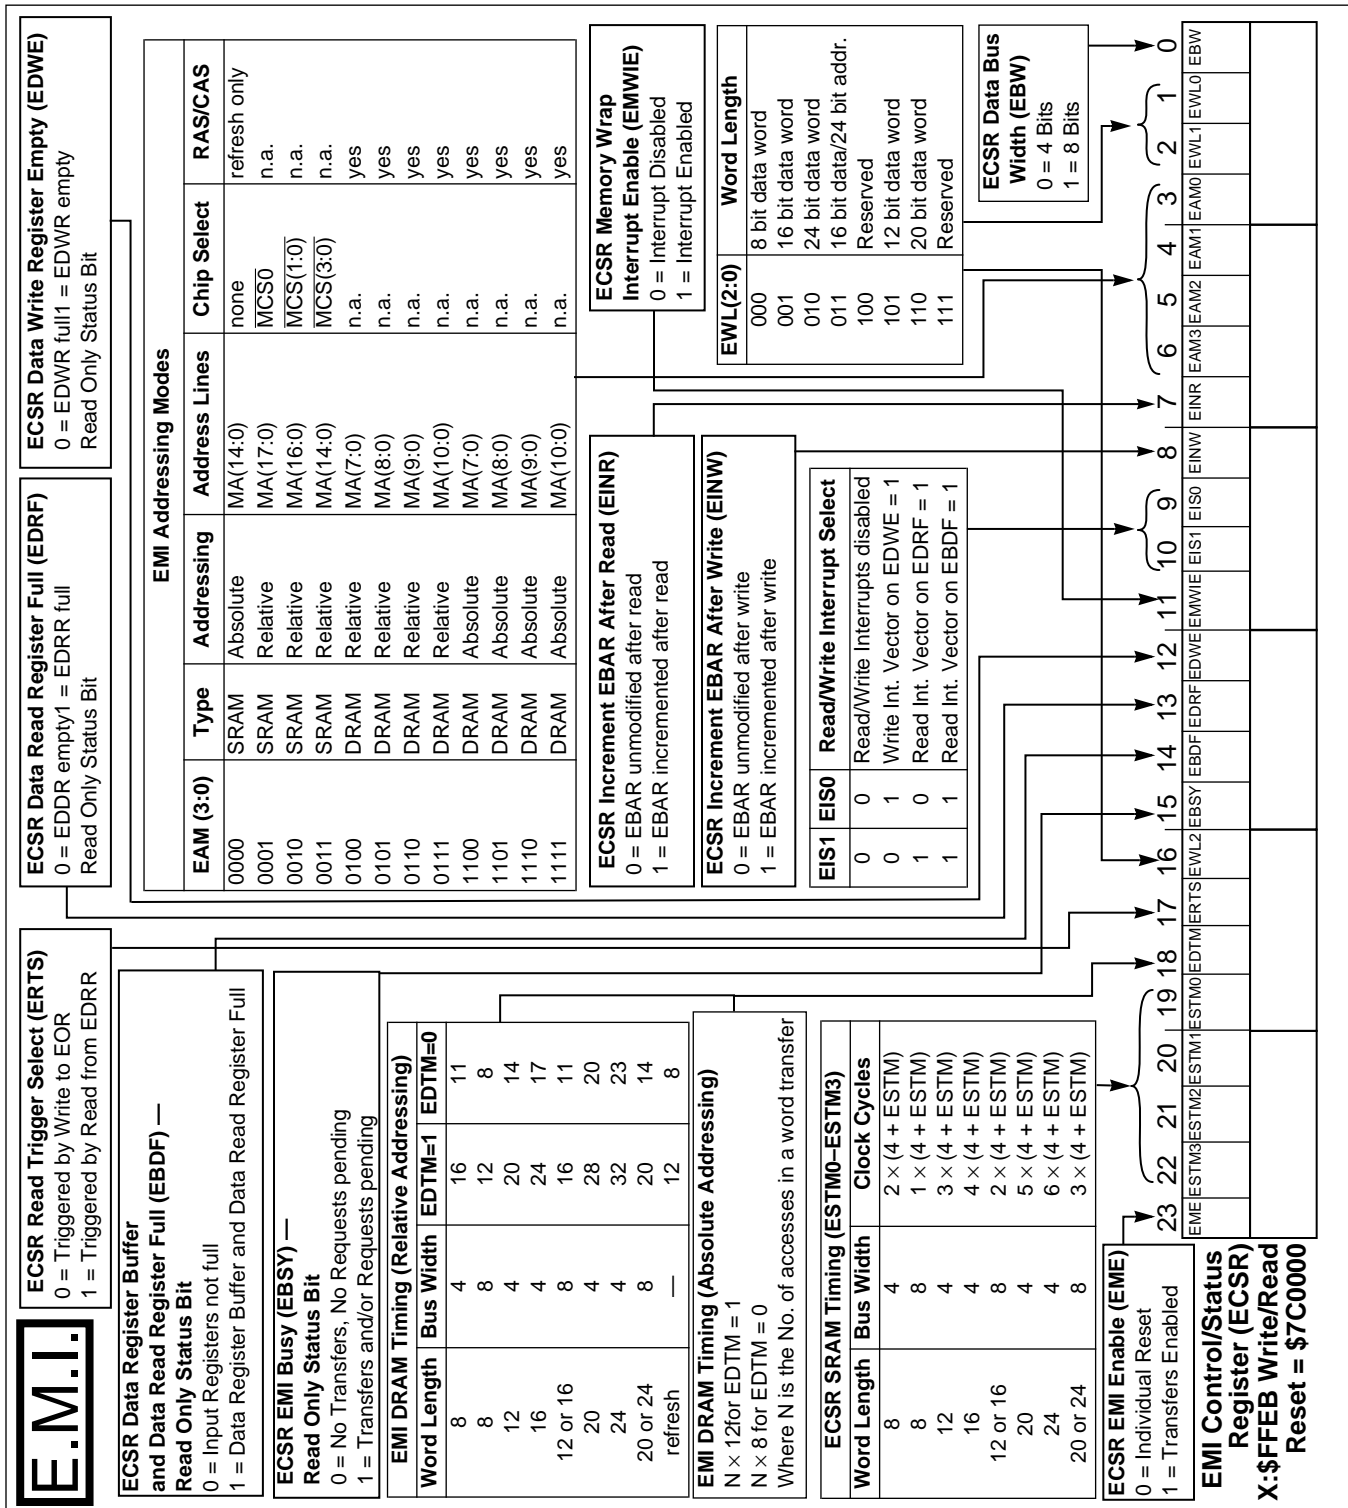 E.M.I.
ECSR Read Trigger Select (ERTS)
0 = Triggered by Write to EOR
1 = Triggered by Read from EDRR
ECSR Data Read Register Full (EDRF)
0 = EDDR empty1 = EDRR full
Read Only Status Bit
ECSR Data Write Register Empty (EDWE)
0 = EDWR full1 = EDWR empty
Read Only Status Bit
ECSR Data Register Buffer
and Data Read Register Full (EBDF) —
Read Only Status Bit
0 = Input Registers not full
1 = Data Register Buffer and Data Read Register Full
ECSR EMI Busy (EBSY) —
Read Only Status Bit
0 = No Transfers, No Requests pending
1 = Transfers and/or Requests pending
EMI DRAM Timing (Relative Addressing)
Word Length Bus Width EDTM=1 EDTM=0
8 4 16 11
8 8 12 8
12 4 20 14
16 4 24 17
12 or 16 8 16 11
20 4 28 20
24 4 32 23
20 or 24 8 20 14
refresh — 12 8
EMI DRAM Timing (Absolute Addressing)
N × 12for EDTM = 1
N × 8 for EDTM = 0
Where N is the No. of accesses in a word transfer
ECSR SRAM Timing (ESTM0–ESTM3)
Word Length Bus Width Clock Cycles
8 4 2 × (4 + ESTM)
8 8 1 × (4 + ESTM)
12 4 3 × (4 + ESTM)
16 4 4 × (4 + ESTM)
12 or 16 8 2 × (4 + ESTM)
20 4 5 × (4 + ESTM)
24 4 6 × (4 + ESTM)
20 or 24 8 3 × (4 + ESTM)
ECSR EMI Enable (EME)
0 = Individual Reset
1 = Transfers Enabled
EMI Addressing Modes
EAM (3:0) Type Addressing Address Lines Chip Select RAS/CAS
0000 SRAM Absolute MA(14:0) none refresh only
0001 SRAM Relative MA(17:0) MCS0 n.a.
0010 SRAM Relative MA(16:0) MCS(1:0) n.a.
0011 SRAM Relative MA(14:0) MCS(3:0) n.a.
0100 DRAM Relative MA(7:0) n.a. yes
0101 DRAM Relative MA(8:0) n.a. yes
0110 DRAM Relative MA(9:0) n.a. yes
0111 DRAM Relative MA(10:0) n.a. yes
1100 DRAM Absolute MA(7:0) n.a. yes
1101 DRAM Absolute MA(8:0) n.a. yes
1110 DRAM Absolute MA(9:0) n.a. yes
1111 DRAM Absolute MA(10:0) n.a. yes
ECSR Increment EBAR After Read (EINR)
0 = EBAR unmodified after read
1 = EBAR incremented after read
ECSR Increment EBAR After Write (EINW)
0 = EBAR unmodified after write
1 = EBAR incremented after write
EIS1 EIS0 Read/Write Interrupt Select
0 0 Read/Write Interrupts disabled
0 1 Write Int. Vector on EDWE = 1
1 0 Read Int. Vector on EDRF = 1
1 1 Read Int. Vector on EBDF = 1
ECSR Memory Wrap
Interrupt Enable (EMWIE)
0 = Interrupt Disabled
1 = Interrupt Enabled
EWL(2:0) Word Length
000 8 bit data word
001 16 bit data word
010 24 bit data word
011 16 bit data/24 bit addr.
100 Reserved
101 12 bit data word
110 20 bit data word
111 Reserved
ECSR Data Bus
Width (EBW)
0 = 4 Bits
1 = 8 Bits
23 22 21 20 19 18 17 16 15 14 13 12 11 10 9 8 7 6 5 4 3 2 1 0
EME ESTM3 ESTM2 ESTM1 ESTM0 EDTM ERTS EWL2 EBSY EBDF EDRF EDWE EMWIE EIS1 EIS0 EINW EINR EAM3 EAM2 EAM1 EAM0 EWL1 EWL0 EBW
EMI Control/Status
Register (ECSR)
X:$FFEB Write/Read
Reset = $7C0000